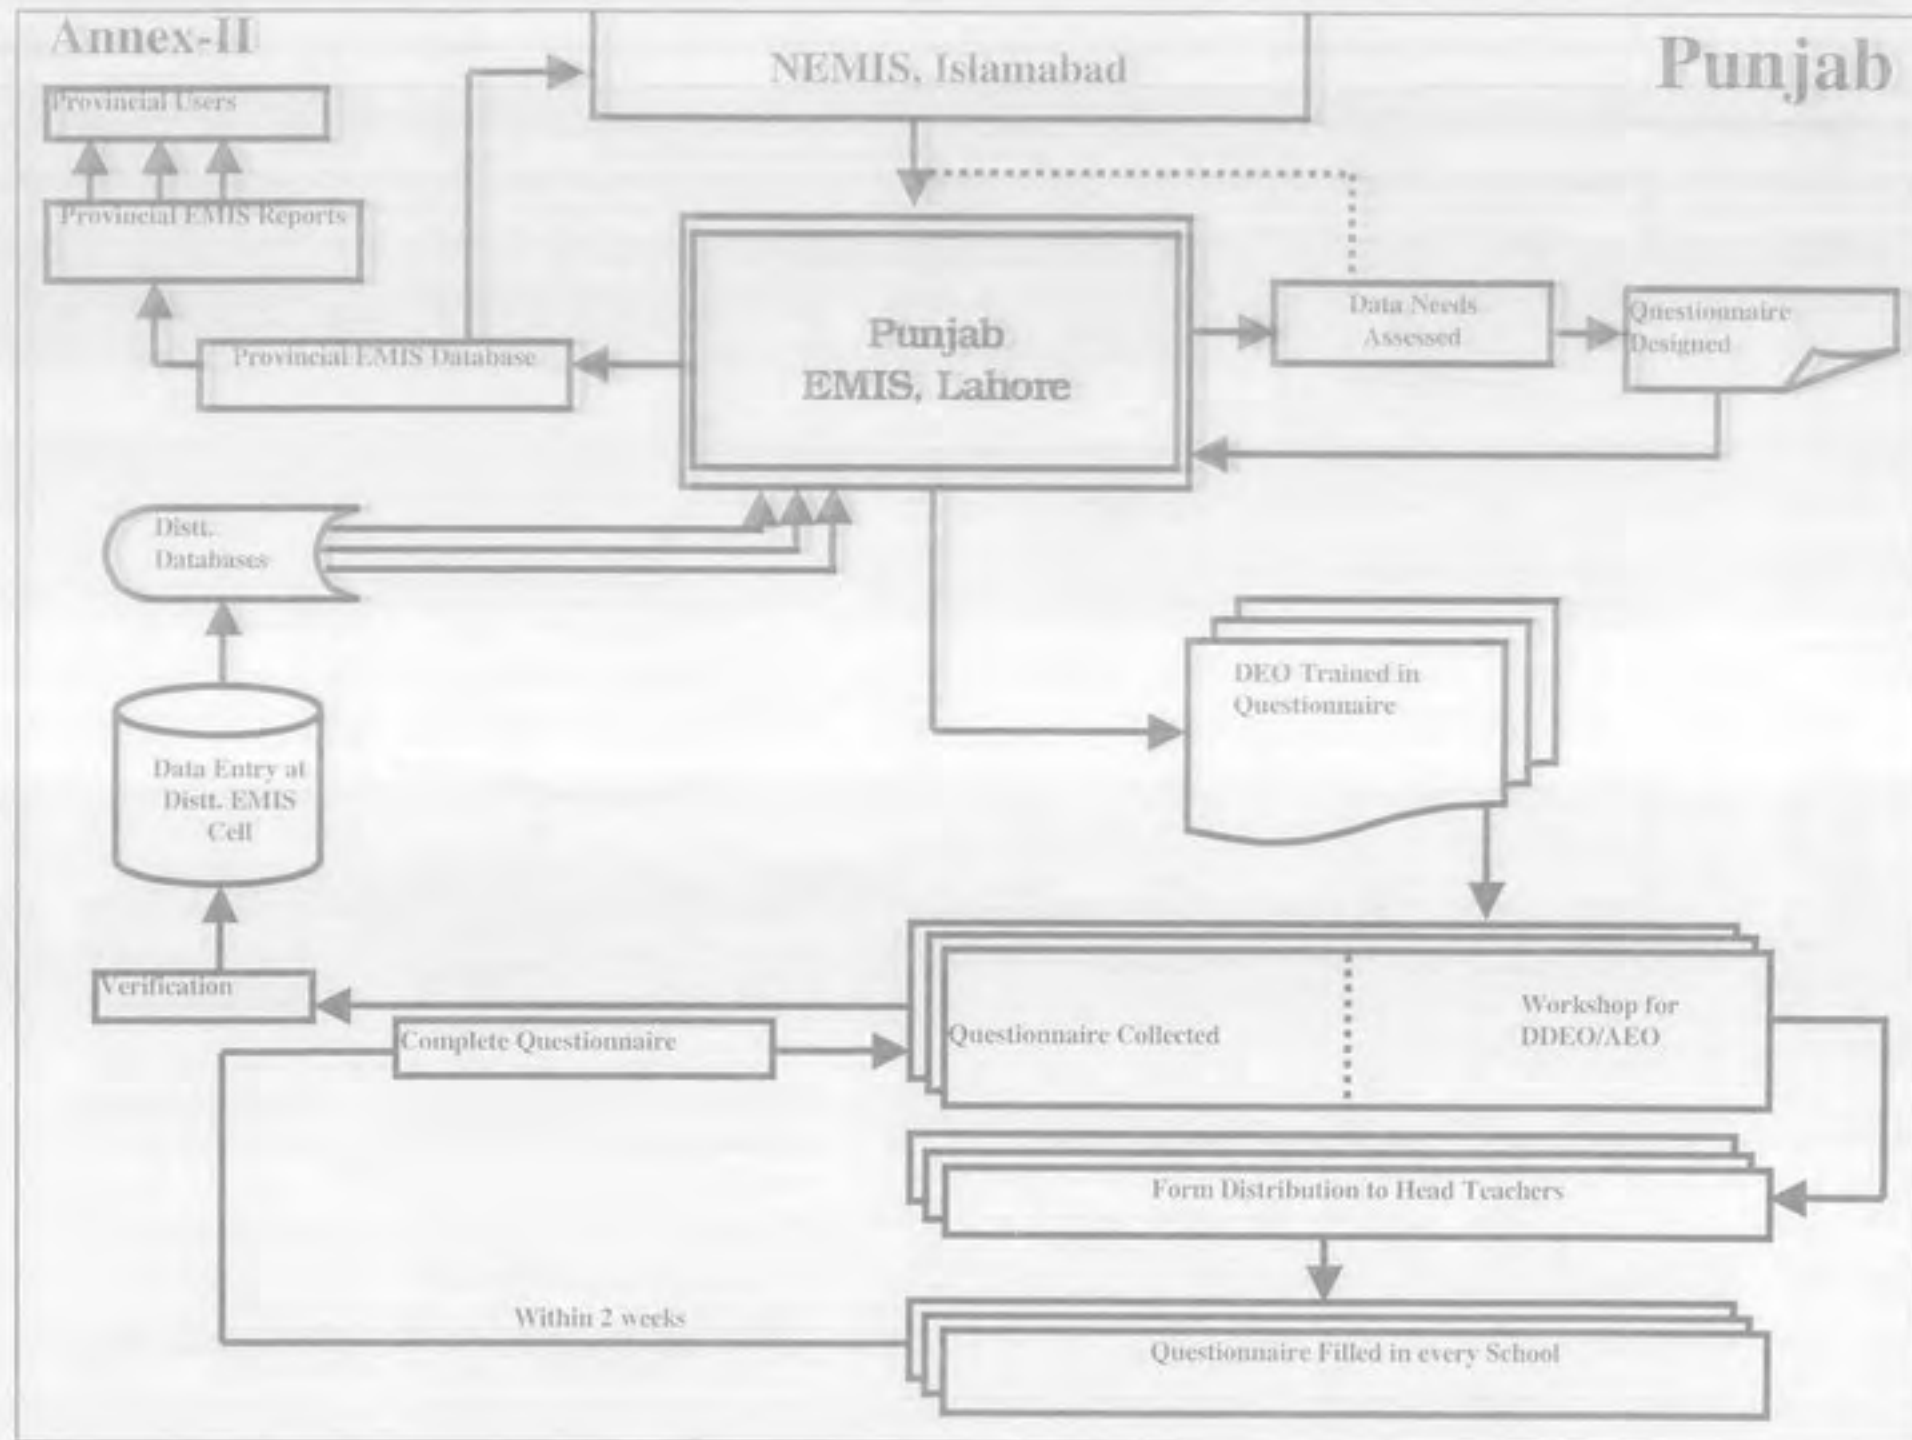 Annex-II
NEMIS, Islamabad
Punjab
Provincial Users
Provincial EMIS Reports
Provincial EMIS Database
Punjab
EMIS, Lahore
Data Needs
Assessed
Questionnaire
Designed
Distt.
Databases
DEO Trained in
Questionnaire
Data Entry at
Distt. EMIS
Cell
Verification
Complete Questionnaire
Questionnaire Collected
Workshop for
DDEO/AEO
Form Distribution to Head Teachers
Within 2 weeks
Questionnaire Filled in every School